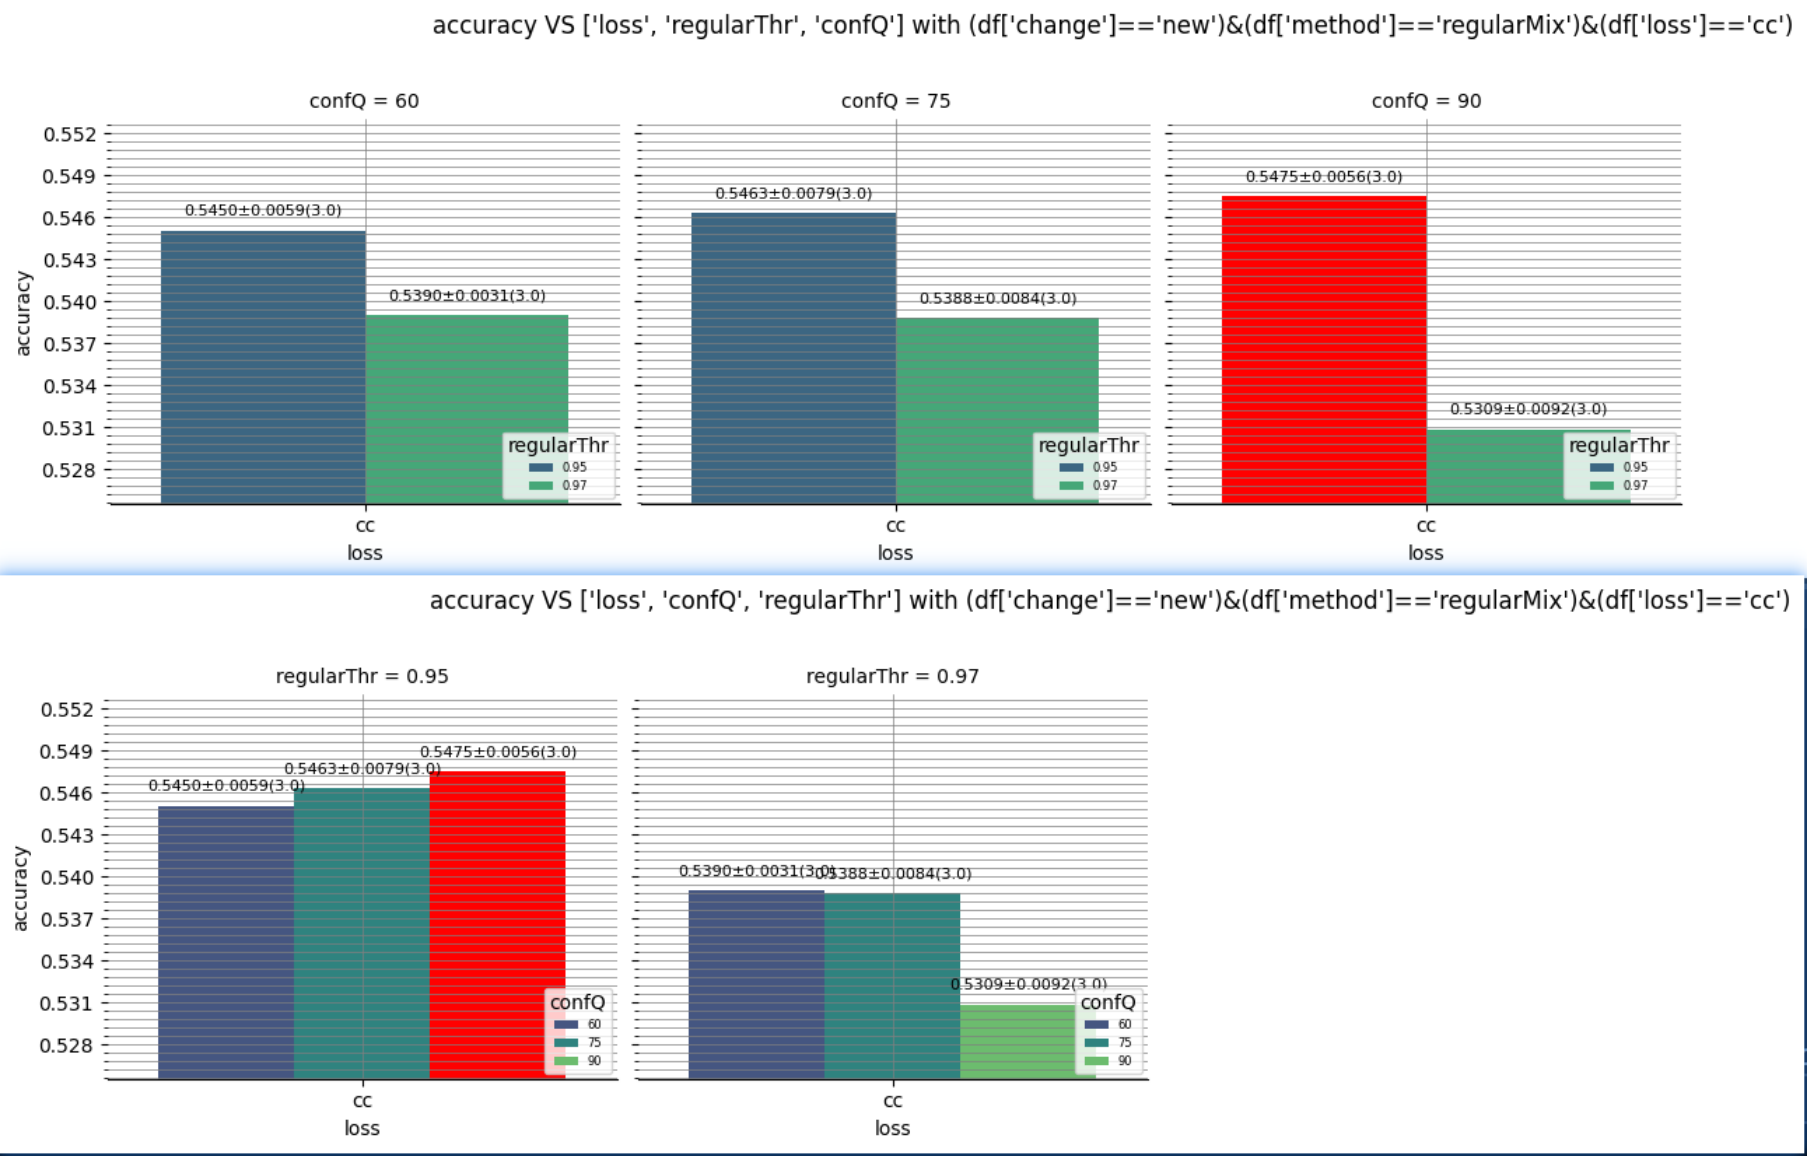 accuracy VS ['loss', 'regularThr', 'confQ'] with (df['change']=='new')&(df['method']=='regularMix')&(df['loss']=='cc')
confQ = 60
confQ = 75
confQ = 90
accuracy
0.552
0.549
0.546
0.543
0.540
0.537
0.534
0.531
0.528
0.5450±0.0059(3.0)
0.5390±0.0031(3.0)
regularThr
0.95
0.97
cc
loss
0.5463±0.0079(3.0)
0.5388±0.0084(3.0)
regularThr
0.95
0.97
cc
loss
0.5475±0.0056(3.0)
0.5309±0.0092(3.0)
regularThr
0.95
0.97
cc
loss
accuracy VS ['loss', 'confQ', 'regularThr'] with (df['change']=='new')&(df['method']=='regularMix')&(df['loss']=='cc')
regularThr = 0.95
regularThr = 0.97
accuracy
0.552
0.549
0.546
0.543
0.540
0.537
0.534
0.531
0.528
0.5450±0.0059(3.0)
0.5463±0.0079(3.0)
0.5475±0.0056(3.0)
confQ
60
75
90
cc
loss
0.5390±0.0031(3.0)
0.5388±0.0084(3.0)
0.5309±0.0092(3.0)
confQ
60
75
90
cc
loss